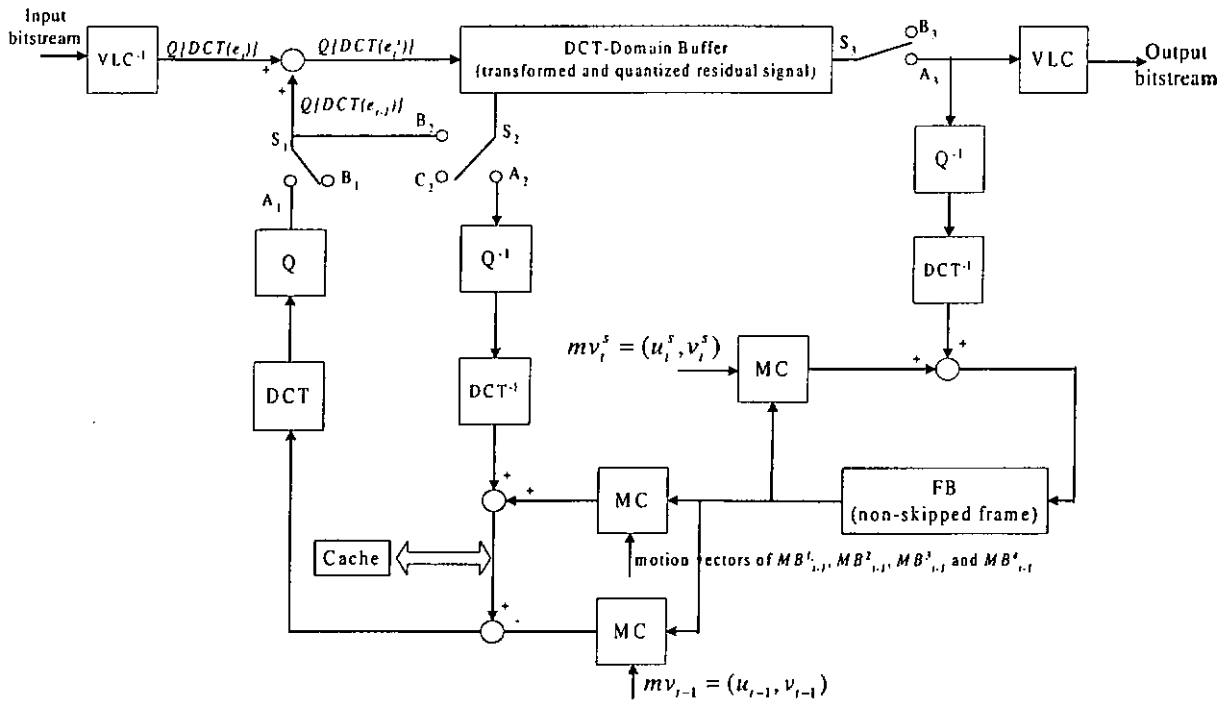 Input
bitstream
VLC⁻¹
Q{DCT(eₜ)}
+
+
Q{DCT(eₜˢ)}
Q{DCT(eₜ₋₁)}
DCT-Domain Buffer
(transformed and quantized residual signal)
S₃
B₃
A₃
VLC
Output
bitstream
S₁
B₂
S₂
A₁
B₁
C₂
A₂
Q⁻¹
Q
Q⁻¹
DCT⁻¹
DCT
DCT⁻¹
mvₜˢ = (uₜˢ, vₜˢ)
MC
+
+
+
+
MC
FB
(non-skipped frame)
Cache
motion vectors of MB¹ₜ₋₁, MB²ₜ₋₁, MB³ₜ₋₁ and MB⁴ₜ₋₁
+
-
MC
mvₜ₋₁ = (uₜ₋₁, vₜ₋₁)